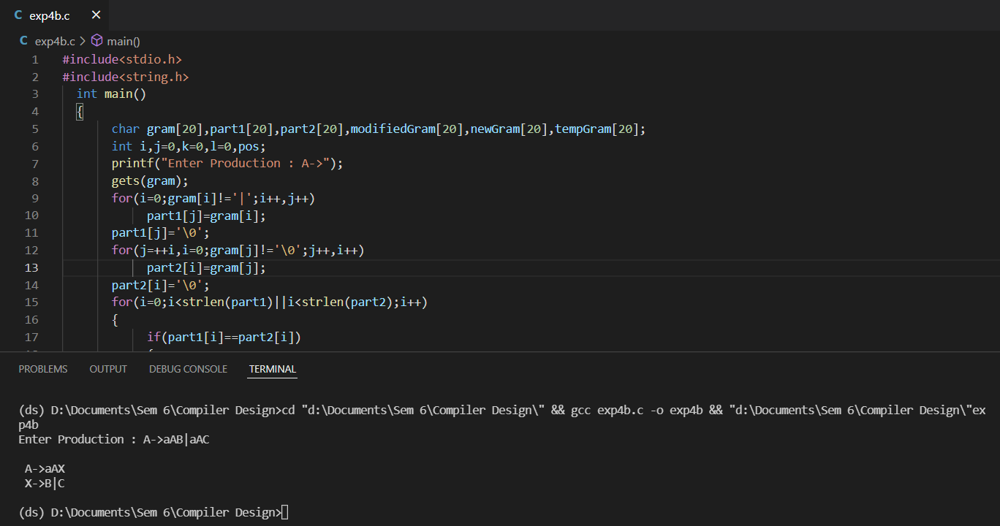 C exp4b.c ×
C exp4b.c > main()
1 #include<stdio.h>
2 #include<string.h>
3 int main()
4 {
5 char gram[20],part1[20],part2[20],modifiedGram[20],newGram[20],tempGram[20];
6 int i,j=0,k=0,l=0,pos;
7 printf("Enter Production : A->");
8 gets(gram);
9 for(i=0;gram[i]!='|';i++,j++)
10 part1[j]=gram[i];
11 part1[j]='\0';
12 for(j=++i,i=0;gram[j]!='\0';j++,i++)
13 part2[i]=gram[j];
14 part2[i]='\0';
15 for(i=0;i<strlen(part1)||i<strlen(part2);i++)
16 {
17 if(part1[i]==part2[i])
PROBLEMS OUTPUT DEBUG CONSOLE TERMINAL
(ds) D:\Documents\Sem 6\Compiler Design>cd "d:\Documents\Sem 6\Compiler Design\" && gcc exp4b.c -o exp4b && "d:\Documents\Sem 6\Compiler Design\"ex
p4b
Enter Production : A->aAB|aAC
A->aAX
X->B|C
(ds) D:\Documents\Sem 6\Compiler Design>